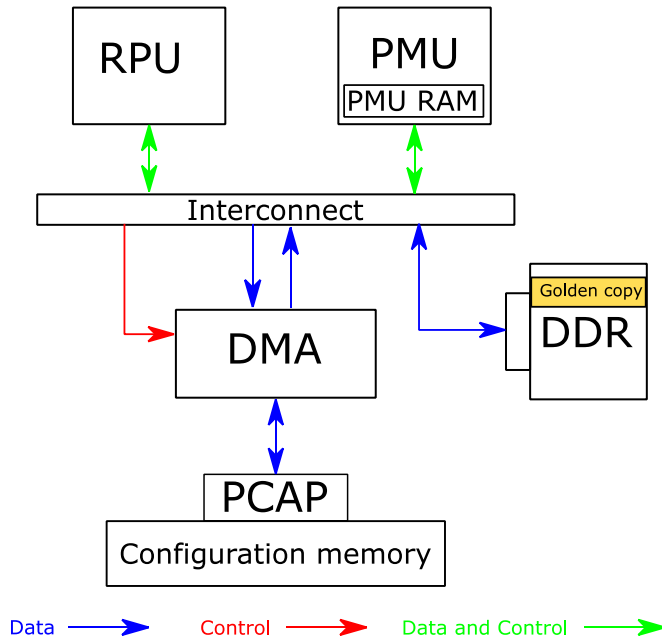 RPU
PMU
PMU RAM
Interconnect
Golden copy
DDR
DMA
PCAP
Configuration memory
Data
Control
Data and Control